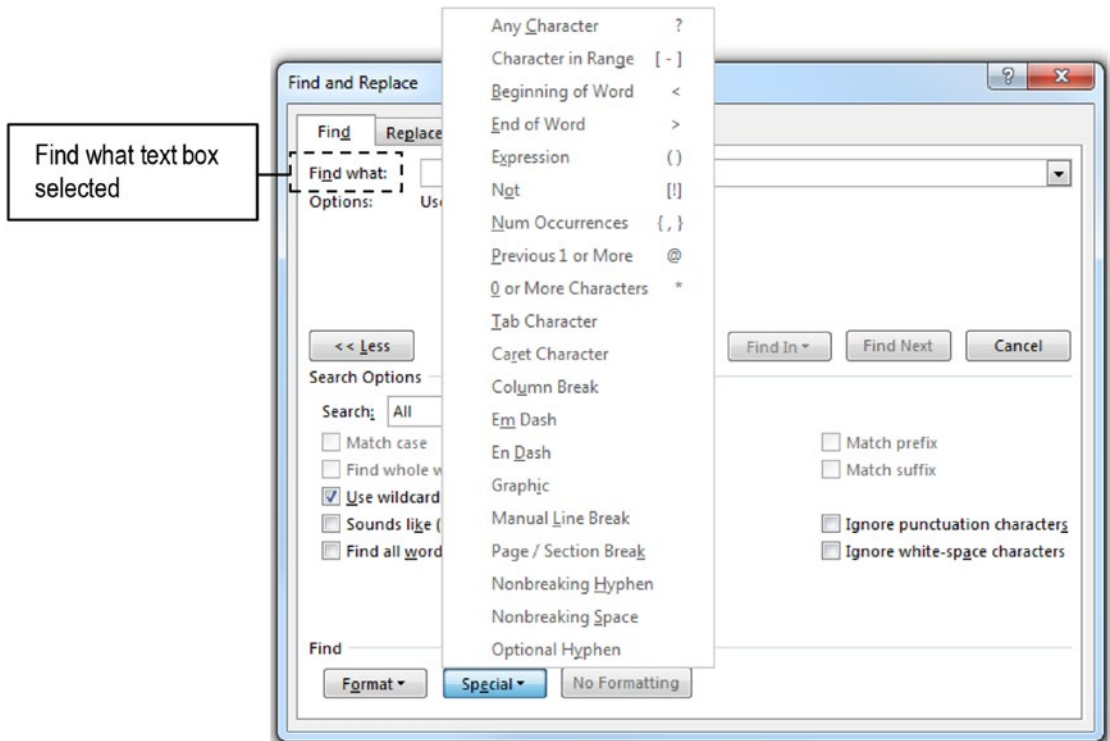 Find what text box
selected
Find and Replace
Find
Replace
Find what:
Options:
Any Character ?
Character in Range [ - ]
Beginning of Word <
End of Word >
Expression ()
Not [!]
Num Occurrences { , }
Previous 1 or More @
0 or More Characters *
Tab Character
Caret Character
Column Break
Em Dash
En Dash
Graphic
Manual Line Break
Page / Section Break
Nonbreaking Hyphen
Nonbreaking Space
Optional Hyphen
<< Less
Find In
Find Next
Cancel
Search Options
Search: All
Match case
Find whole
Use wildcard
Sounds like (
Find all word
Match prefix
Match suffix
Ignore punctuation characters
Ignore white-space characters
Find
Format
Special
No Formatting